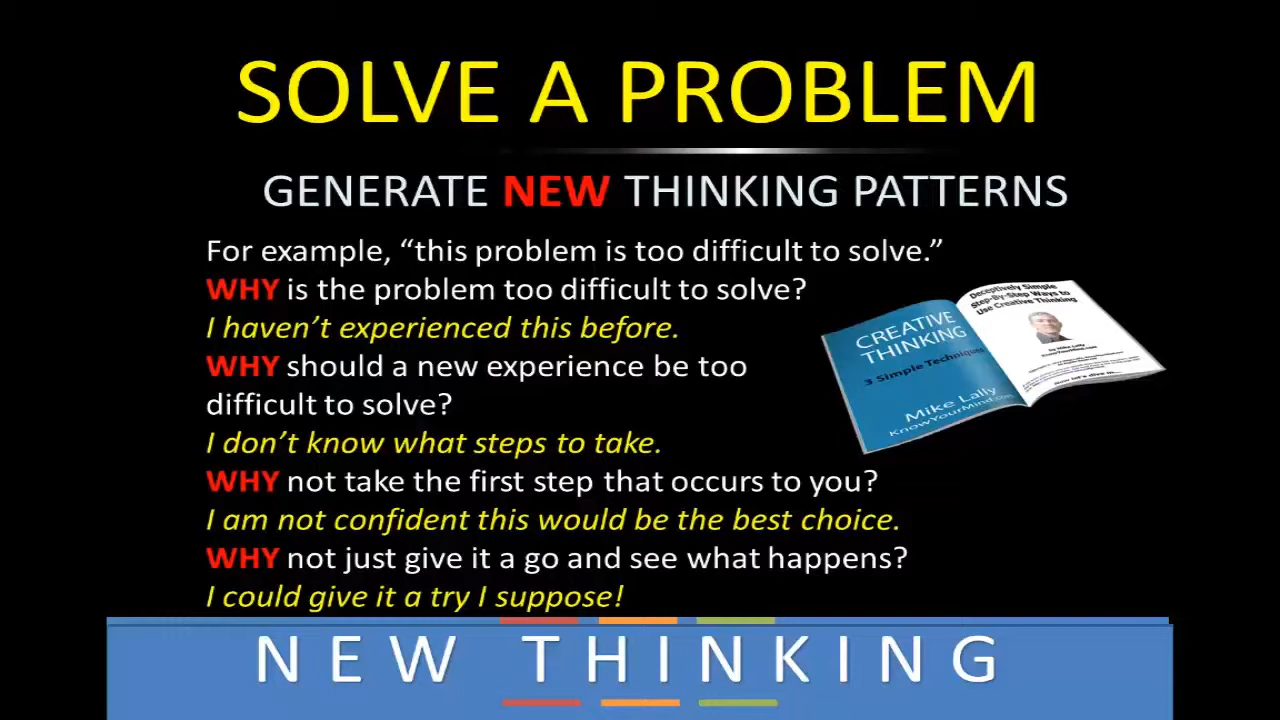 SOLVE A PROBLEM
GENERATE NEW THINKING PATTERNS
For example, “this problem is too difficult to solve.”
WHY is the problem too difficult to solve?
I haven’t experienced this before.
WHY should a new experience be too
difficult to solve?
I don’t know what steps to take.
WHY not take the first step that occurs to you?
I am not confident this would be the best choice.
WHY not just give it a go and see what happens?
I could give it a try I suppose!
CREATIVE
THINKING
3 Simple Techniques
Mike Lally
KnowYourMind.com
Deceptively Simple
Step-By-Step Ways to
Use Creative Thinking
by Mike Lally
KnowYourMind.com
NEW THINKING